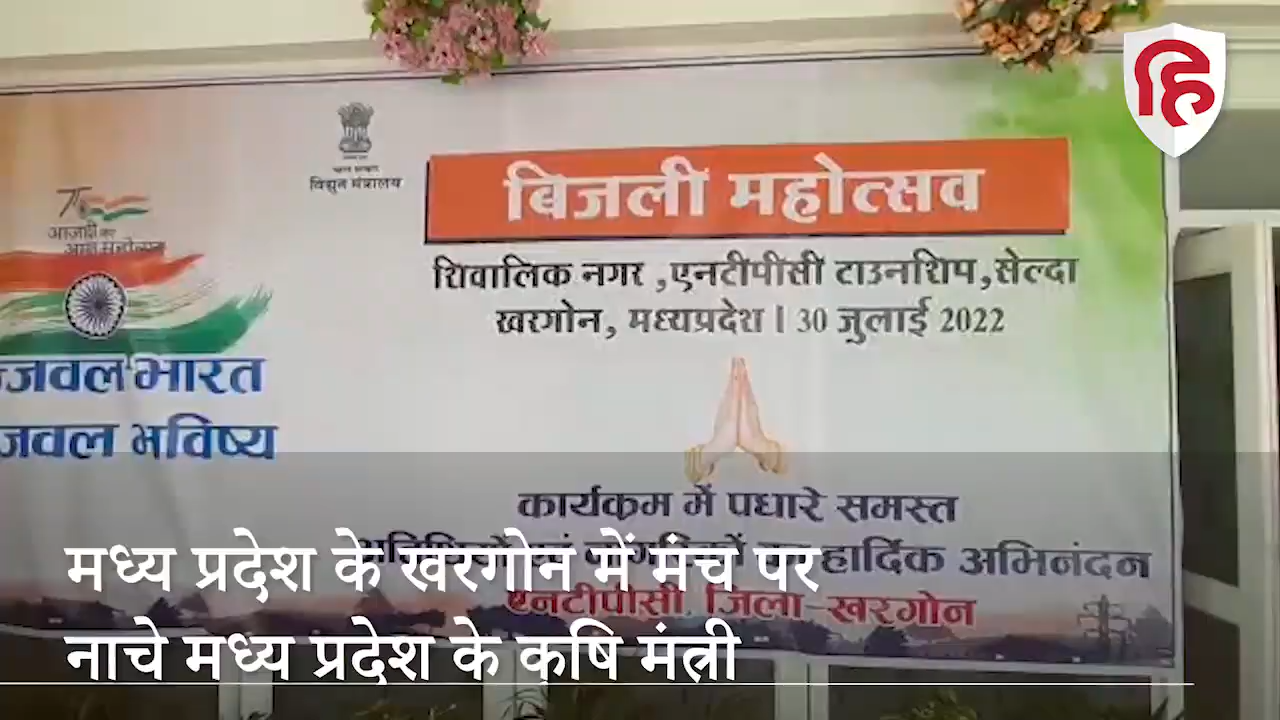 हि
विद्युत मंत्रालय
बिजली महोत्सव
शिवालिक नगर ,एनटीपीसी टाउनशिप,सेल्दा
खरगोन, मध्यप्रदेश | 30 जुलाई 2022
आज़ादी का
अमृत महोत्सव
ज्जवल भारत
जवल भविष्य
कार्यक्रम में पधारे समस्त
हार्दिक अभिनंदन
एनटीपीसी जिला-खरगोन
मध्य प्रदेश के खरगोन में मंच पर
नाचे मध्य प्रदेश के कृषि मंत्री